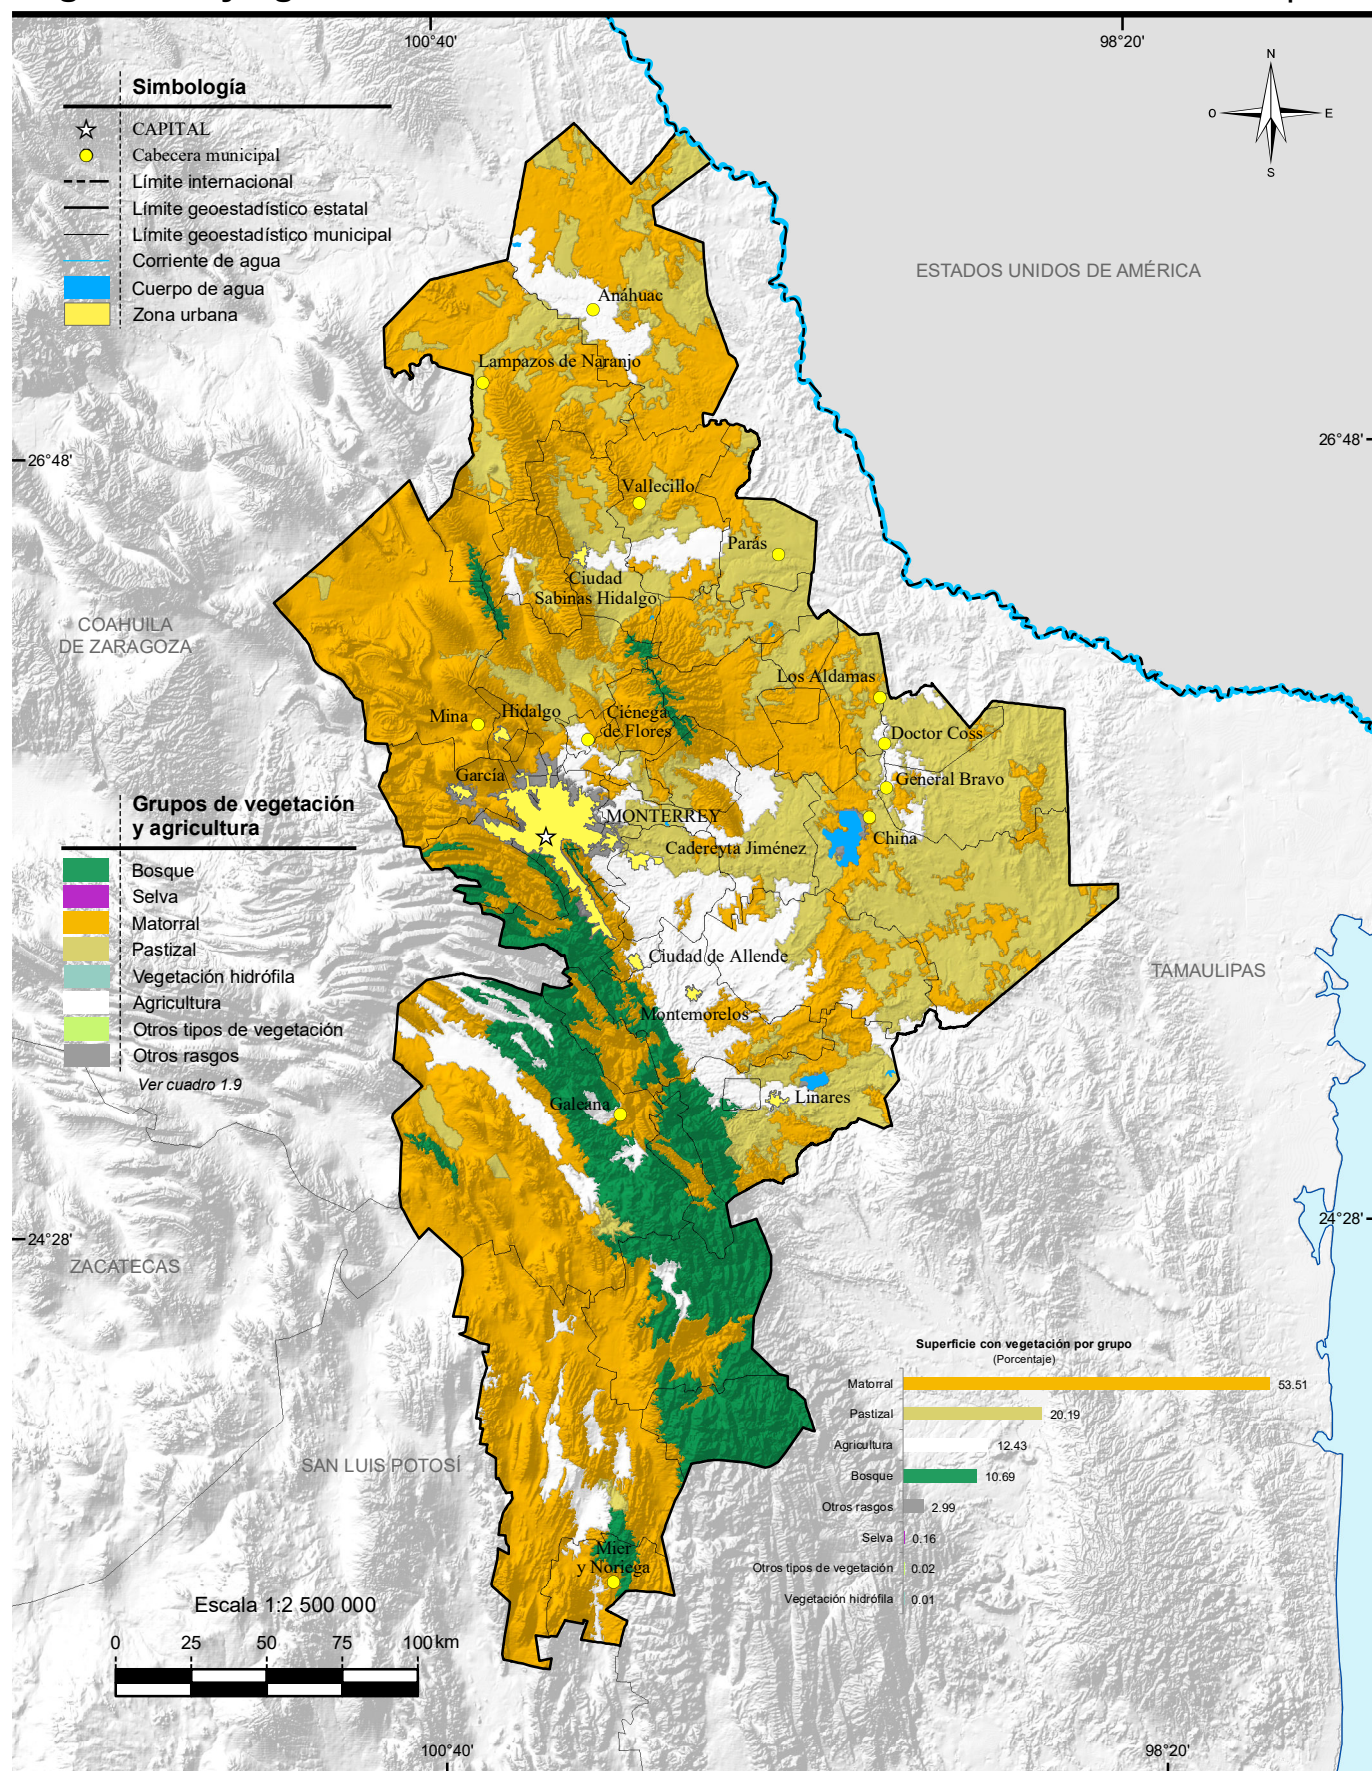 100°40'
98°20'
N
O
E
S
Simbología
CAPITAL
Cabecera municipal
Límite internacional
Límite geoestadístico estatal
Límite geoestadístico municipal
Corriente de agua
Cuerpo de agua
Zona urbana
ESTADOS UNIDOS DE AMÉRICA
Anáhuac
Lampazos de Naranjo
26°48'
26°48'
Vallecillo
Parás
Ciudad
Sabinas Hidalgo
COAHUILA
DE ZARAGOZA
Los Aldamas
Mina
Hidalgo
Ciénega
de Flores
Doctor Coss
García
General Bravo
Grupos de vegetación
y agricultura
MONTERREY
China
Cadereyta Jiménez
Bosque
Selva
Matorral
Pastizal
Vegetación hidrófila
Agricultura
Otros tipos de vegetación
Otros rasgos
Ver cuadro 1.9
Ciudad de Allende
TAMAULIPAS
Montemorelos
Galeana
Linares
24°28'
24°28'
ZACATECAS
Superficie con vegetación por grupo
(Porcentaje)
Matorral 53.51
Pastizal 20.19
Agricultura 12.43
Bosque 10.69
Otros rasgos 2.99
Selva 0.16
Otros tipos de vegetación 0.02
Vegetación hidrófila 0.01
SAN LUIS POTOSÍ
Mier
y Noriega
Escala 1:2 500 000
0 25 50 75 100 km
100°40'
98°20'